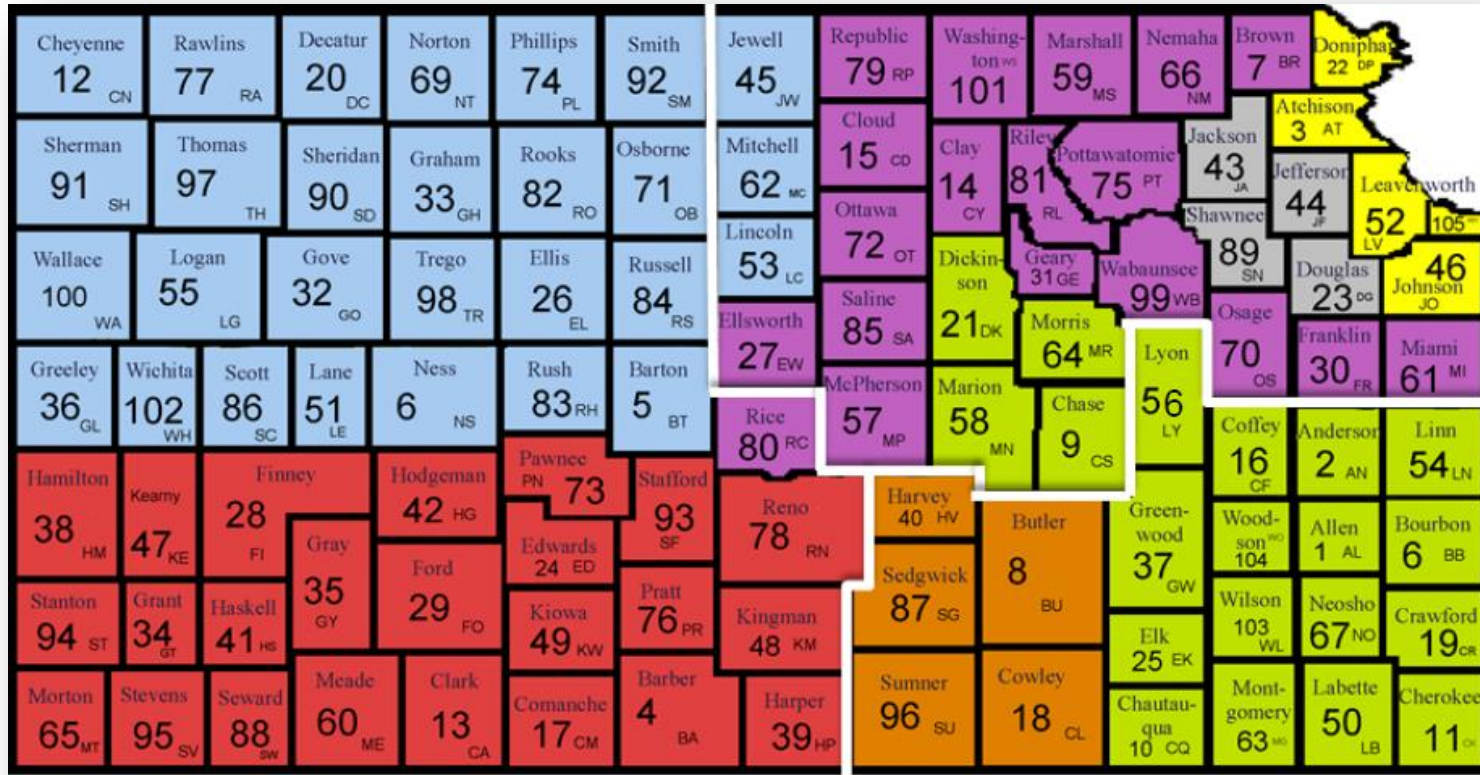 Cheyenne
12 CN
Rawlins
77 RA
Decatur
20 DC
Norton
69 NT
Phillips
74 PL
Smith
92 SM
Jewell
45 JW
Republic
79 RP
Washing-
ton WS
101
Marshall
59 MS
Nemaha
66 NM
Brown
7 BR
Doniphan
22 DP
Atchison
3 AT
Sherman
91 SH
Thomas
97 TH
Sheridan
90 SD
Graham
33 GH
Rooks
82 RO
Osborne
71 OB
Mitchell
62 MC
Cloud
15 CD
Clay
14 CY
Riley
81
RL
Pottawatomie
75 PT
Jackson
43
JA
Jefferson
44
JF
Leavenworth
52
LV
105
Wallace
100
WA
Logan
55
LG
Gove
32 GO
Trego
98 TR
Ellis
26
EL
Russell
84
RS
Lincoln
53 LC
Ottawa
72 OT
Dickin-
son
21 DK
Geary
31 GE
Wabaunsee
99 WB
Shawnee
89
SN
Douglas
23 DG
46
Johnson
JO
Ellsworth
27 EW
Saline
85 SA
Morris
64 MR
Lyon
56
LY
Osage
70
OS
Franklin
30 FR
Miami
61 MI
Greeley
36 GL
Wichita
102
WH
Scott
86
SC
Lane
51
LE
Ness
6 NS
Rush
83 RH
Barton
5 BT
Rice
80 RC
McPherson
57
MP
Marion
58
MN
Chase
9 CS
Coffey
16
CF
Anderson
2 AN
Linn
54 LN
Hamilton
38
HM
Kearny
47 KE
Finney
28
FI
Hodgeman
42 HG
Pawnee
PN 73
Stafford
93
SF
Reno
78 RN
Harvey
40 HV
Butler
8
BU
Green-
wood
37
GW
Wood-
son WO
104
Allen
1 AL
Bourbon
6 BB
Gray
35
GY
Ford
29 FO
Edwards
24 ED
Stanton
94 ST
Grant
34
GT
Haskell
41 HS
Kiowa
49 KW
Pratt
76 PR
Kingman
48 KM
Sedgwick
87 SG
Elk
25 EK
Wilson
103
WL
Neosho
67 NO
Crawford
19 CR
Morton
65 MT
Stevens
95 SV
Seward
88
SW
Meade
60 ME
Clark
13
CA
Comanche
17 CM
Barber
4
BA
Harper
39 HP
Sumner
96 SU
Cowley
18 CL
Chautau-
qua
10 CQ
Mont-
gomery
63 MG
Labette
50
LB
Cherokee
11